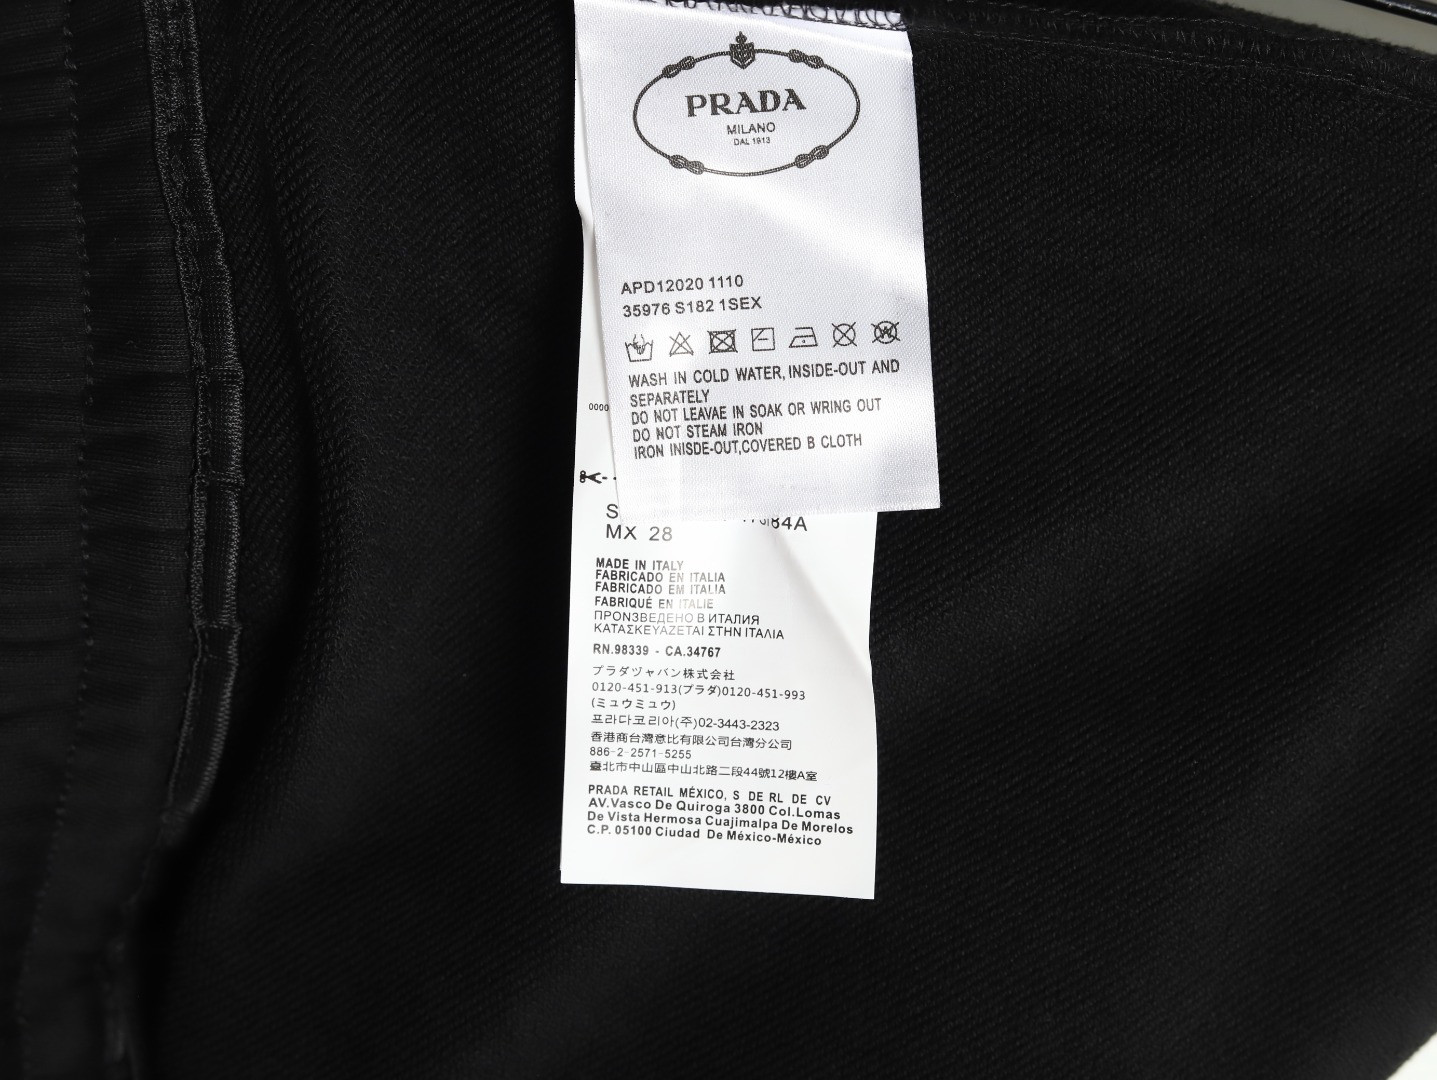 PRADA
MILANO
DAL 1913
APD12020 1110
35976 S182 1SEX
WASH IN COLD WATER, INSIDE-OUT AND
SEPARATELY
DO NOT LEAVAE IN SOAK OR WRING OUT
DO NOT STEAM IRON
IRON INISDE-OUT,COVERED B CLOTH
0000
S 84A
MX 28
MADE IN ITALY
FABRICADO EN ITALIA
FABRICADO EM ITALIA
FABRIQUÉ EN ITALIE
ПРОНЗВЕДЕНО В ИТАЛИЯ
ΚΑΤΑΣΚΕΥΑΖΕΤΑΙ ΣΤΗΝ ΙΤΑΛΙΑ
RN.98339 - CA.34767
プラダヅャバン株式会社
0120-451-913(プラダ)0120-451-993
(ミュウミュウ)
프라다코리아(주)02-3443-2323
香港商台灣意比有限公司台灣分公司
886-2-2571-5255
臺北市中山區中山北路二段44號12樓A室
PRADA RETAIL MÉXICO, S DE RL DE CV
AV.Vasco De Quiroga 3800 Col.Lomas
De Vista Hermosa Cuajimalpa De Morelos
C.P. 05100 Ciudad De México-México